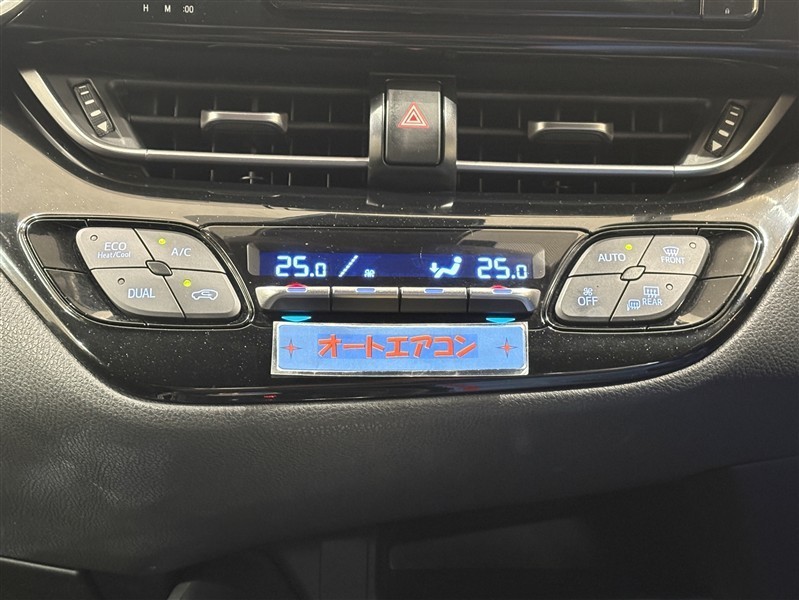 H M :00
ECO
Heat/Cool
A/C
DUAL
25.0
25.0
AUTO
FRONT
OFF
REAR
オートエアコン